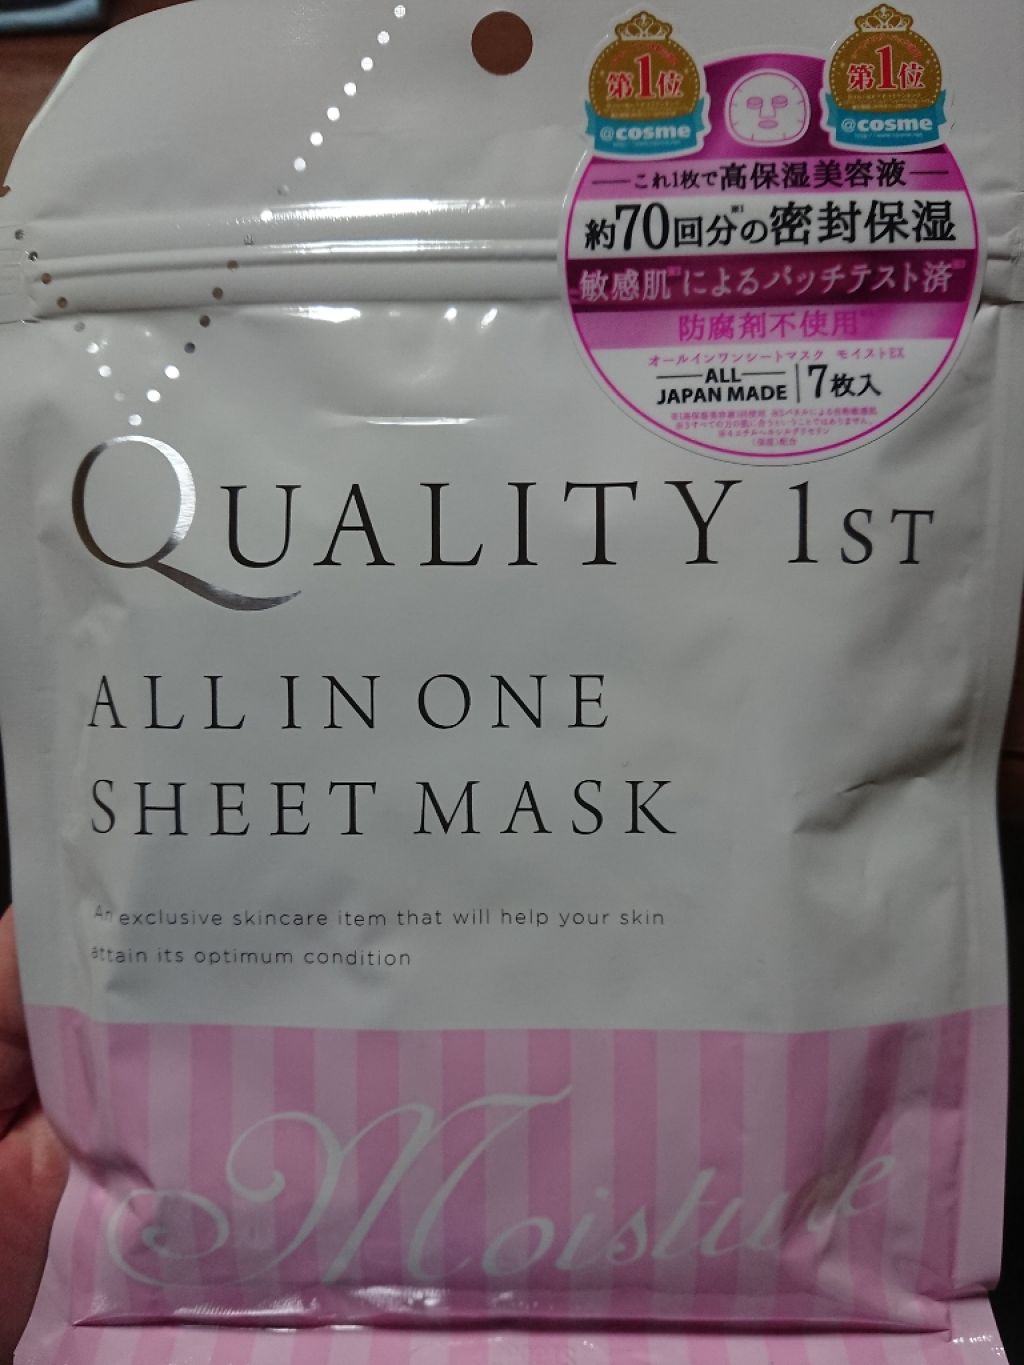 第1位
@cosme
第1位
@cosme
これ1枚で高保湿美容液
約70回分※1の密封保湿
敏感肌※2によるパッチテスト済※3
防腐剤不使用※4
オールインワンシートマスク モイストEX
ALL
JAPAN MADE
7枚入
QUALITY 1ST
ALL IN ONE
SHEET MASK
An exclusive skincare item that will help your skin
attain its optimum condition
Moisture